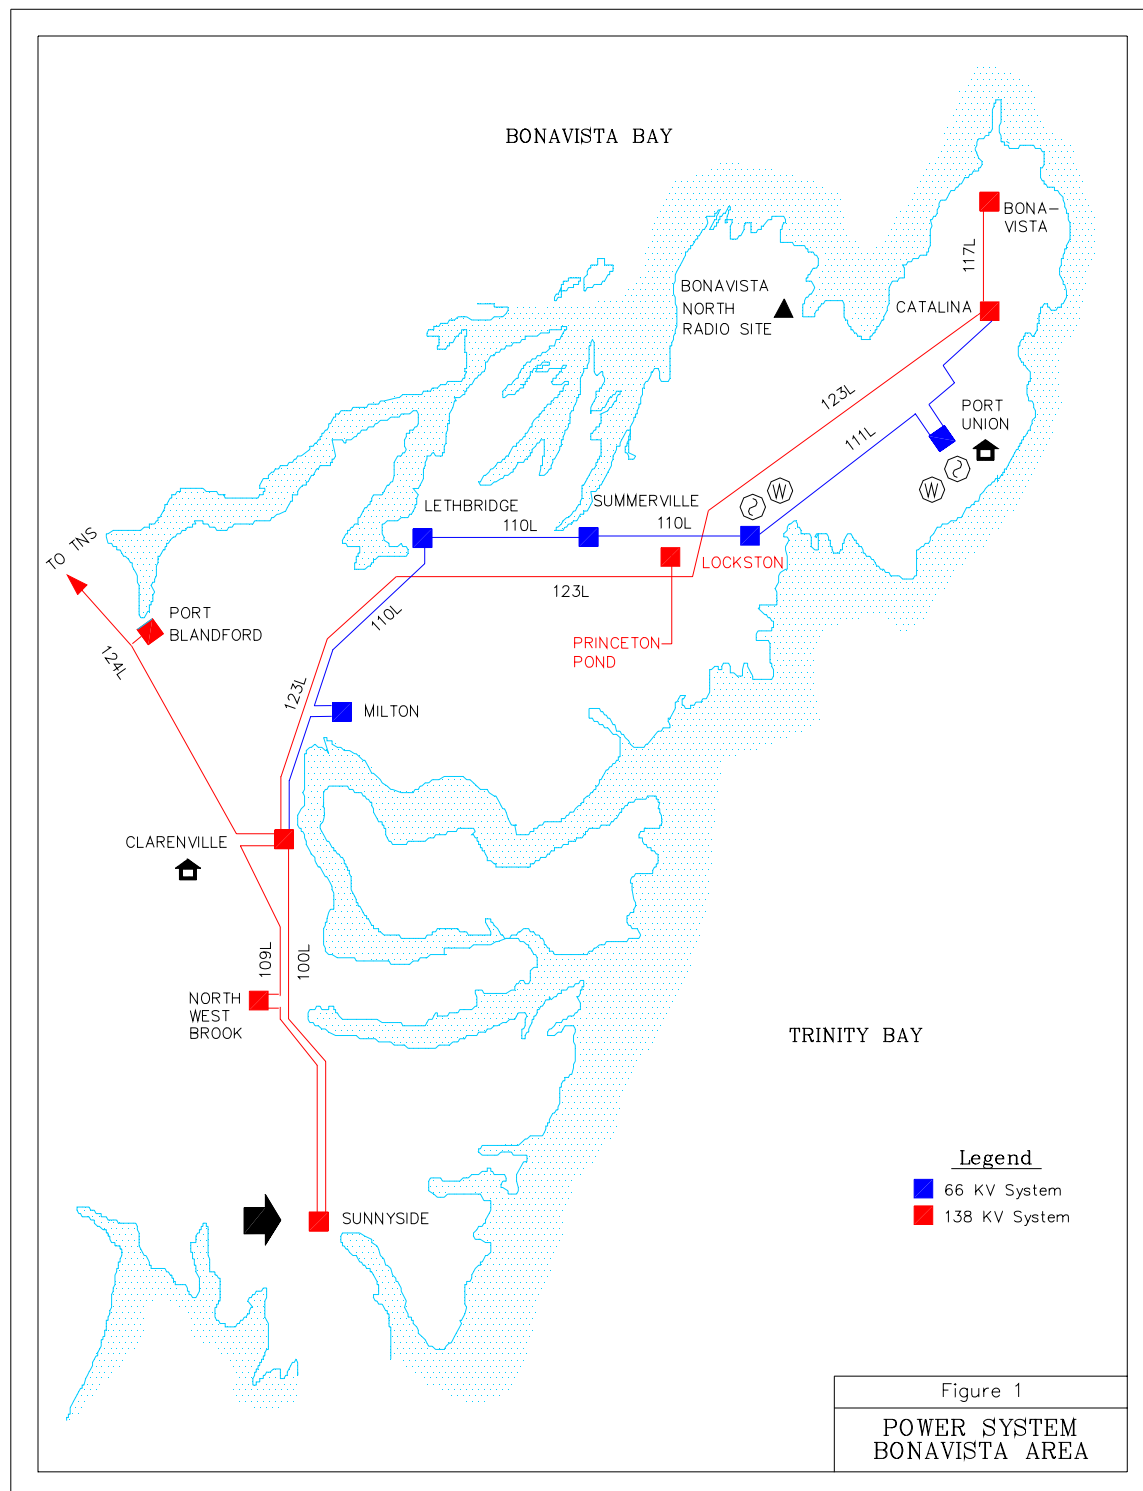 BONAVISTA BAY
BONA-
VISTA
117L
BONAVISTA
NORTH
RADIO SITE
CATALINA
123L
PORT
UNION
111L
W
W
LETHBRIDGE
SUMMERVILLE
110L
110L
LOCKSTON
TO TNS
123L
PORT
BLANDFORD
110L
PRINCETON
POND
124L
123L
MILTON
CLARENVILLE
109L
100L
NORTH
WEST
BROOK
TRINITY BAY
Legend
66 KV System
138 KV System
SUNNYSIDE
Figure 1
POWER SYSTEM
BONAVISTA AREA